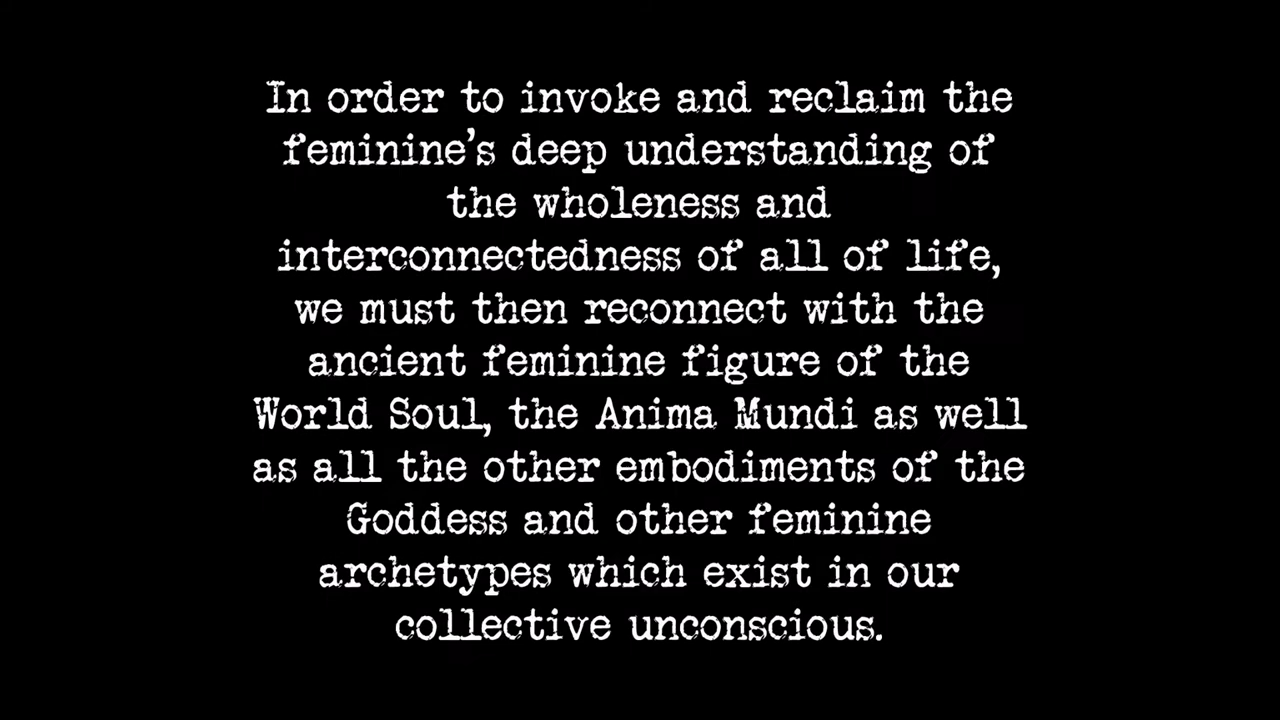 In order to invoke and reclaim the
feminine’s deep understanding of
the wholeness and
interconnectedness of all of life,
we must then reconnect with the
ancient feminine figure of the
World Soul, the Anima Mundi as well
as all the other embodiments of the
Goddess and other feminine
archetypes which exist in our
collective unconscious.